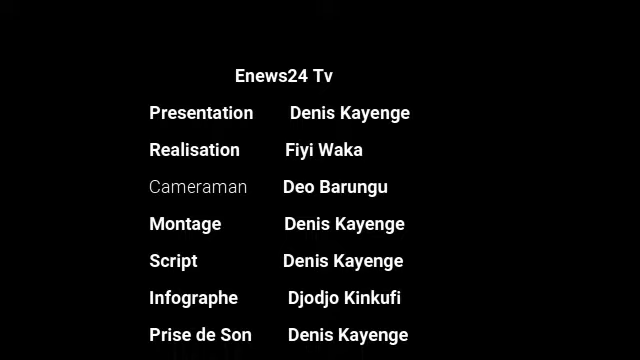 Enews24 Tv
Presentation Denis Kayenge
Realisation Fiyi Waka
Cameraman Deo Barungu
Montage Denis Kayenge
Script Denis Kayenge
Infographe Djodjo Kinkufi
Prise de Son Denis Kayenge